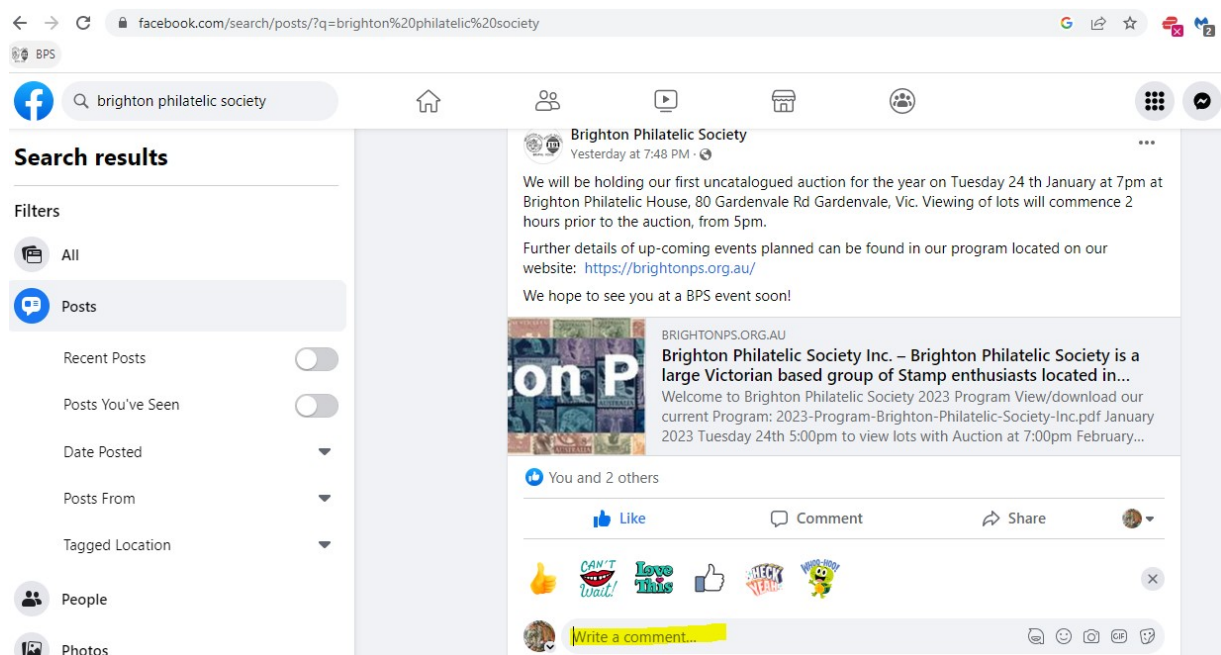 facebook.com/search/posts/?q=brighton%20philatelic%20society
G
2
BPS
brighton philatelic society
Search results
Filters
All
Posts
Recent Posts
Posts You've Seen
Date Posted
Posts From
Tagged Location
People
Photos
Brighton Philatelic Society
Yesterday at 7:48 PM ·
We will be holding our first uncatalogued auction for the year on Tuesday 24 th January at 7pm at
Brighton Philatelic House, 80 Gardenvale Rd Gardenvale, Vic. Viewing of lots will commence 2
hours prior to the auction, from 5pm.
Further details of up-coming events planned can be found in our program located on our
website: https://brightonps.org.au/
We hope to see you at a BPS event soon!
ton P
BRIGHTONPS.ORG.AU
Brighton Philatelic Society Inc. – Brighton Philatelic Society is a
large Victorian based group of Stamp enthusiasts located in...
Welcome to Brighton Philatelic Society 2023 Program View/download our
current Program: 2023-Program-Brighton-Philatelic-Society-Inc.pdf January
2023 Tuesday 24th 5:00pm to view lots with Auction at 7:00pm February...
You and 2 others
Like
Comment
Share
CAN'T
Wait!
Love
This
HECK
YEAH!
WHOO-HOO!
Write a comment...
GIF